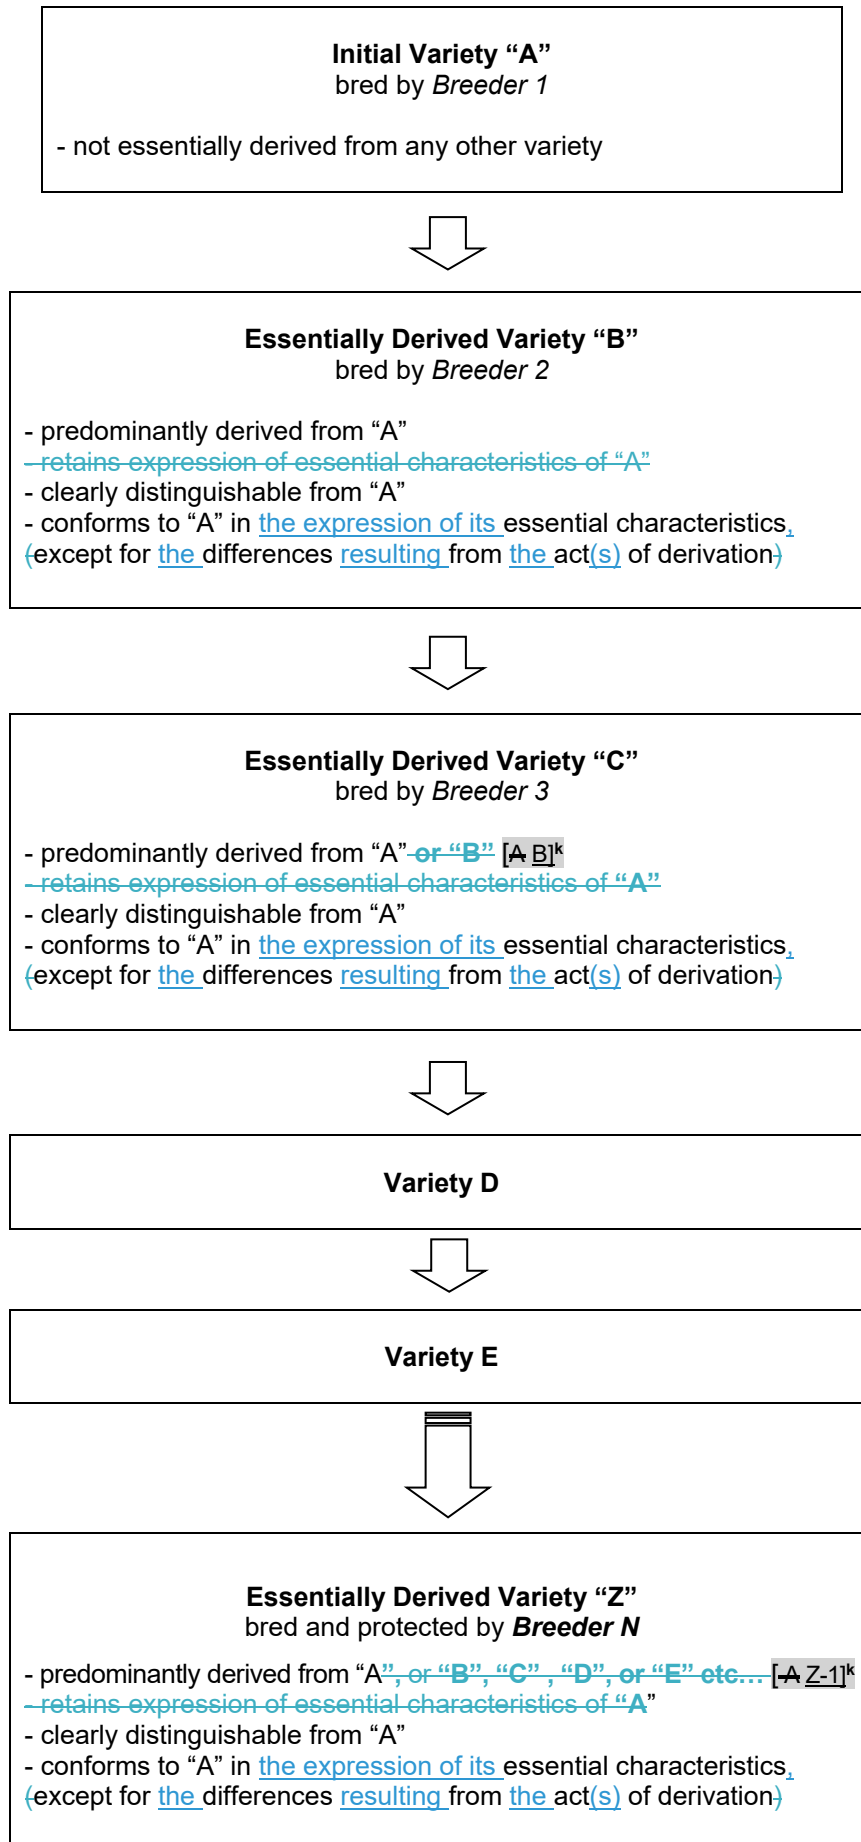 Initial Variety “A”
bred by Breeder 1
- not essentially derived from any other variety
Essentially Derived Variety “B”
bred by Breeder 2
- predominantly derived from “A”
- retains expression of essential characteristics of “A”
- clearly distinguishable from “A”
- conforms to “A” in the expression of its essential characteristics,
(except for the differences resulting from the act(s) of derivation)
Essentially Derived Variety “C”
bred by Breeder 3
- predominantly derived from “A” or “B” [A B]k
- retains expression of essential characteristics of “A”
- clearly distinguishable from “A”
- conforms to “A” in the expression of its essential characteristics,
(except for the differences resulting from the act(s) of derivation)
Variety D
Variety E
Essentially Derived Variety “Z”
bred and protected by Breeder N
- predominantly derived from “A”, or “B”, “C” , “D”, or “E” etc… [ A Z-1]k
- retains expression of essential characteristics of “A”
- clearly distinguishable from “A”
- conforms to “A” in the expression of its essential characteristics,
(except for the differences resulting from the act(s) of derivation)